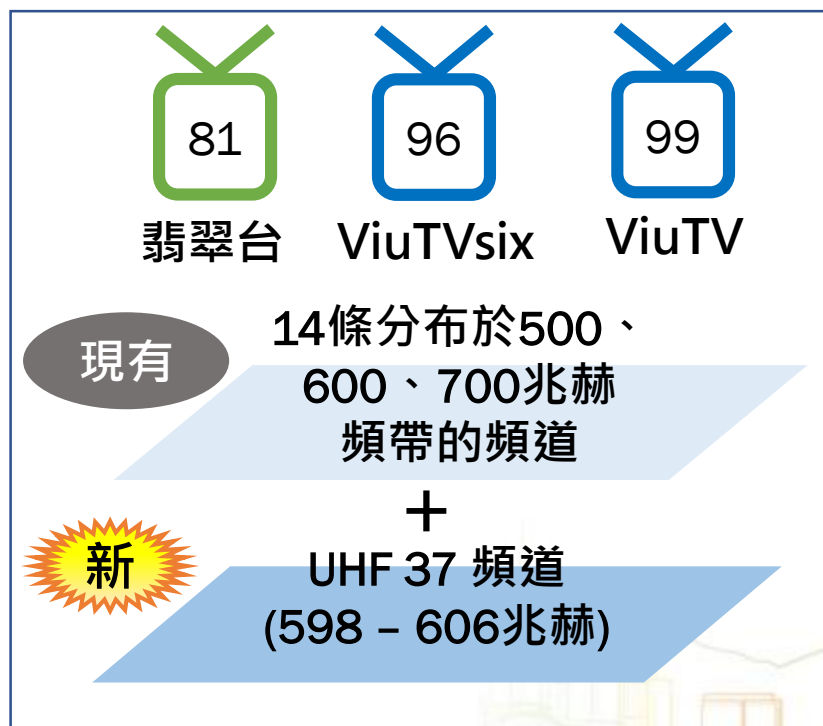 81
96
99
翡翠台
ViuTVsix
ViuTV
現有
14條分布於500、
600、700兆赫
頻帶的頻道
+
新
UHF 37 頻道
(598 – 606兆赫)